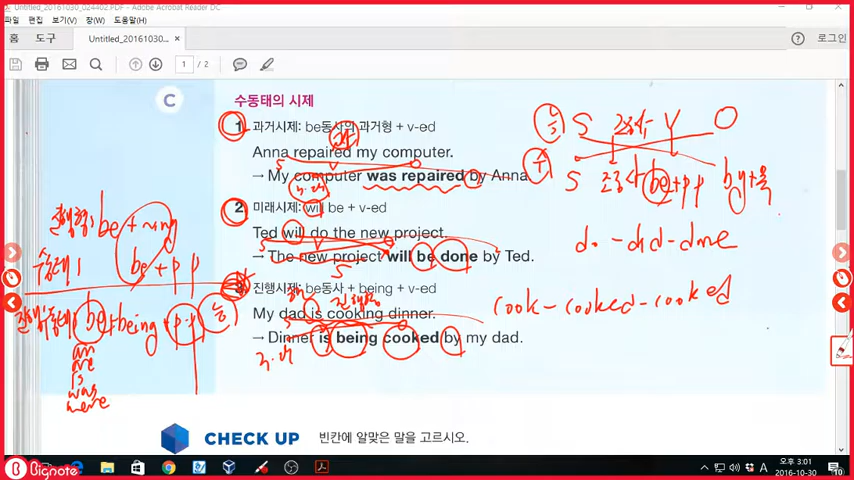 Untitled_20161030_024402.PDF - Adobe Acrobat Reader DC
파일 편집 보기(V) 창(W) 도움말(H)
홈 도구 Untitled_20161030... × ? 로그인
1 / 2
C
수동태의 시제
1 과거시제: be동사의 과거형 + v-ed
Anna repaired my computer.
→ My computer was repaired by Anna.
2 미래시제: will be + v-ed
Ted will do the new project.
→ The new project will be done by Ted.
진행시제: be동사 + being + v-ed
My dad is cooking dinner.
→ Dinner is being cooked by my dad.
S 조동사 V O
S 조동사 be+pp by+목
do - did - done
cook - cooked - cooked
진행형: be + ~ing
수동태: be + pp
be+being+pp
am
are
is
was
were
CHECK UP 빈칸에 알맞은 말을 고르시오.
Bignote
A 오후 3:01
2016-10-30